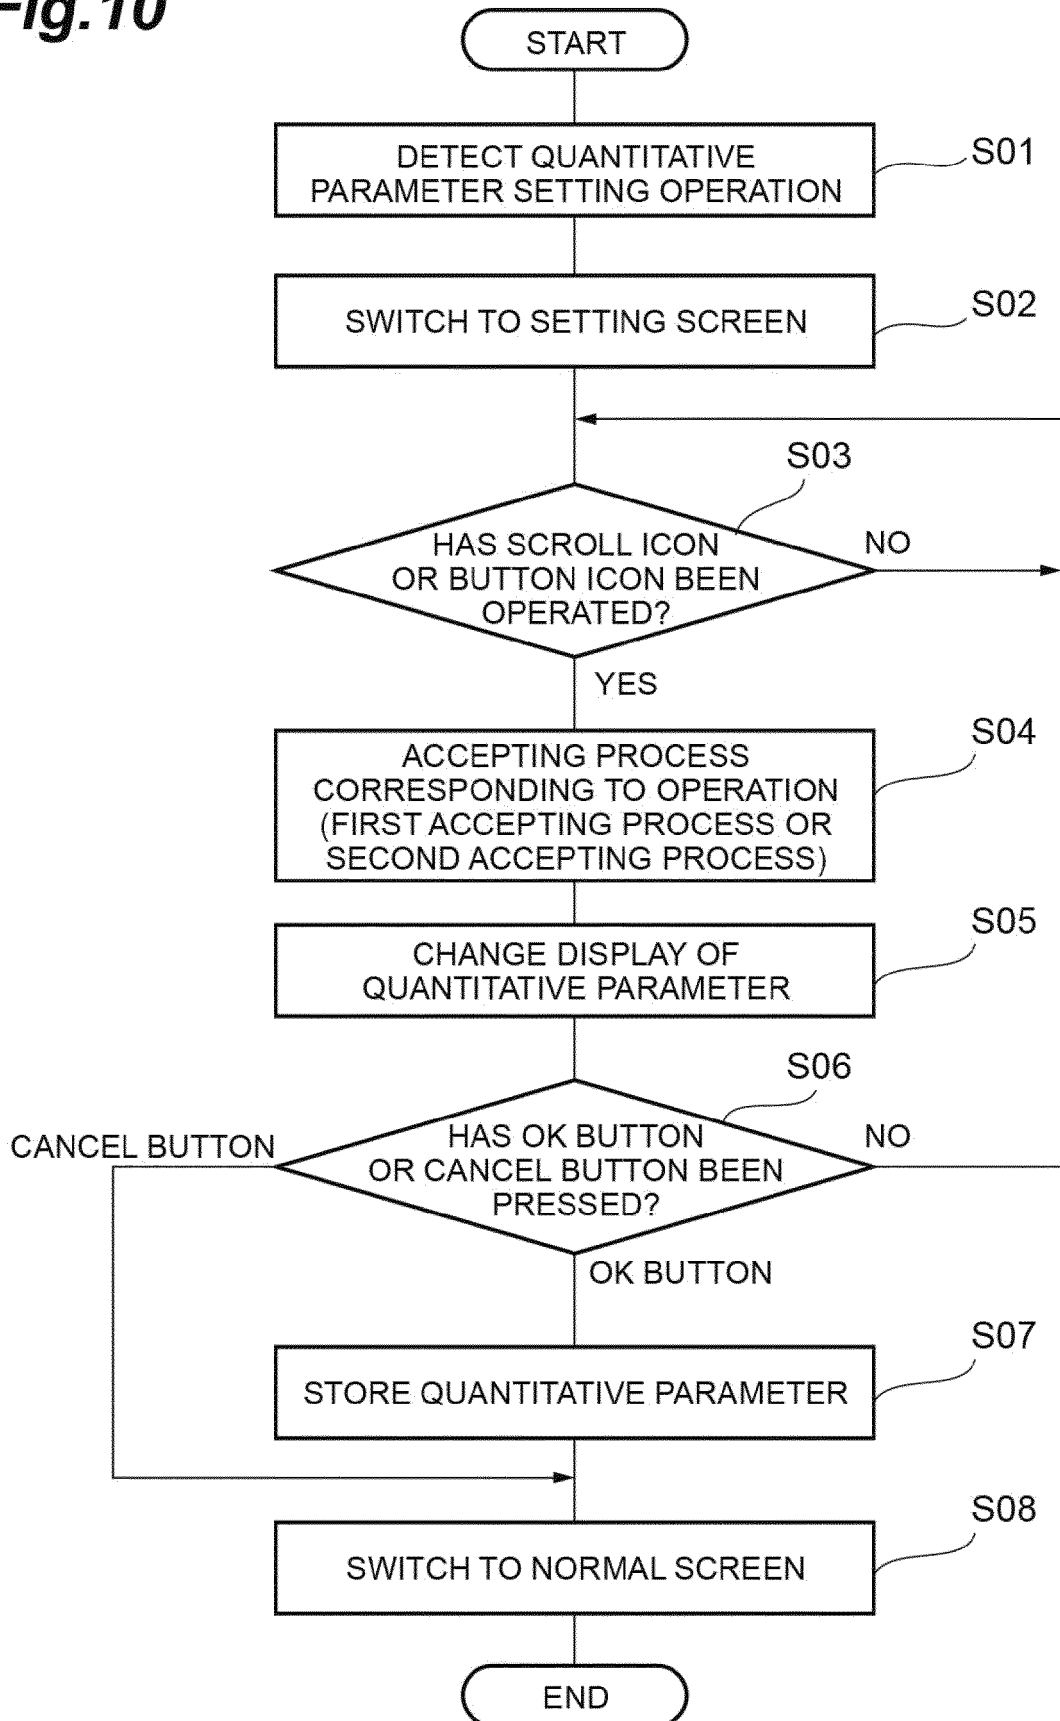 Fig.10
START
DETECT QUANTITATIVE
PARAMETER SETTING OPERATION
S01
SWITCH TO SETTING SCREEN
S02
S03
HAS SCROLL ICON
OR BUTTON ICON BEEN
OPERATED?
NO
YES
ACCEPTING PROCESS
CORRESPONDING TO OPERATION
(FIRST ACCEPTING PROCESS OR
SECOND ACCEPTING PROCESS)
S04
CHANGE DISPLAY OF
QUANTITATIVE PARAMETER
S05
S06
CANCEL BUTTON
HAS OK BUTTON
OR CANCEL BUTTON BEEN
PRESSED?
NO
OK BUTTON
STORE QUANTITATIVE PARAMETER
S07
SWITCH TO NORMAL SCREEN
S08
END